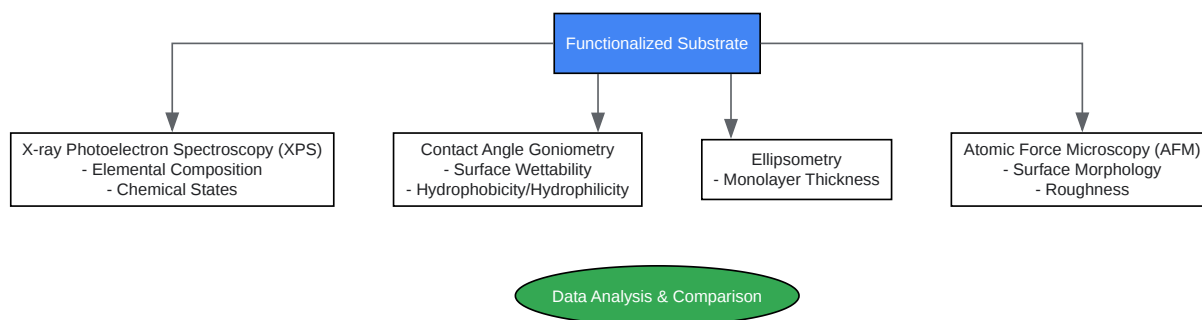 Functionalized Substrate
X-ray Photoelectron Spectroscopy (XPS)
- Elemental Composition
- Chemical States
Contact Angle Goniometry
- Surface Wettability
- Hydrophobicity/Hydrophilicity
Ellipsometry
- Monolayer Thickness
Atomic Force Microscopy (AFM)
- Surface Morphology
- Roughness
Data Analysis & Comparison